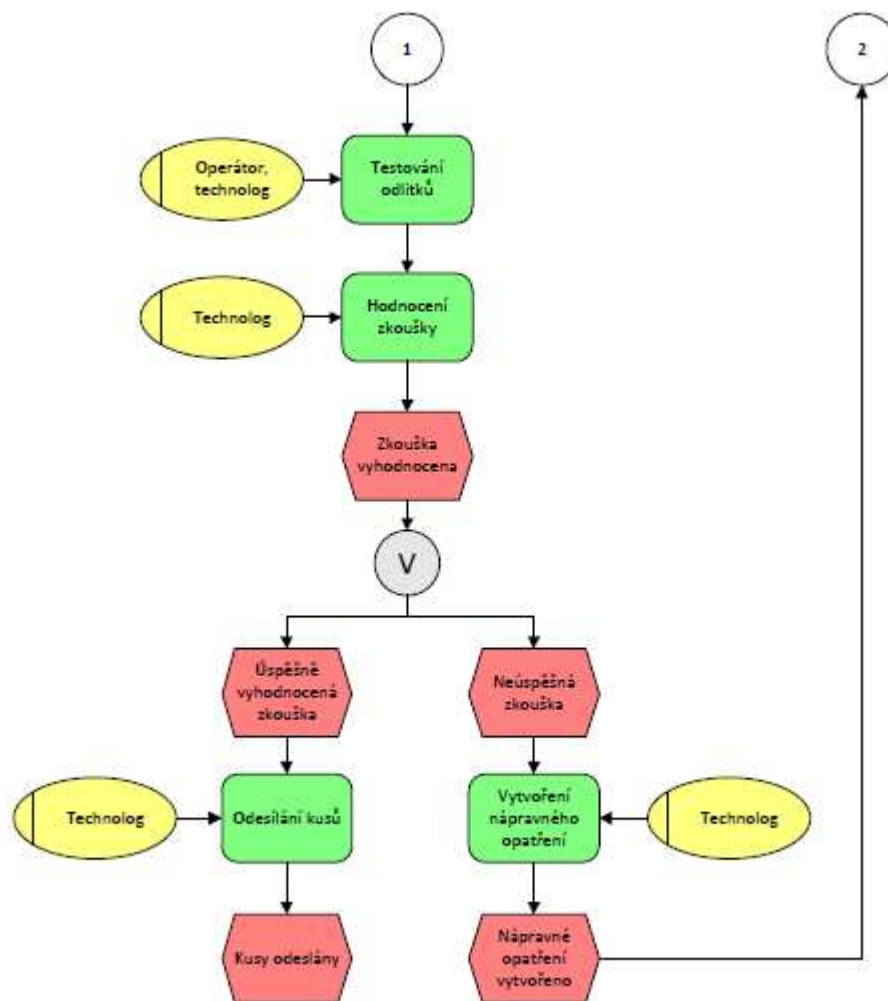 1
2
Operátor,
technolog
Testování
odlitků
Technolog
Hodnocení
zkoušky
Zkouška
vyhodnocena
V
Úspěšně
vyhodnocená
zkouška
Neúspěšná
zkouška
Technolog
Odesílání kusů
Vytvoření
nápravného
opatření
Technolog
Kusy odeslány
Nápravné
opatření
vytvořeno